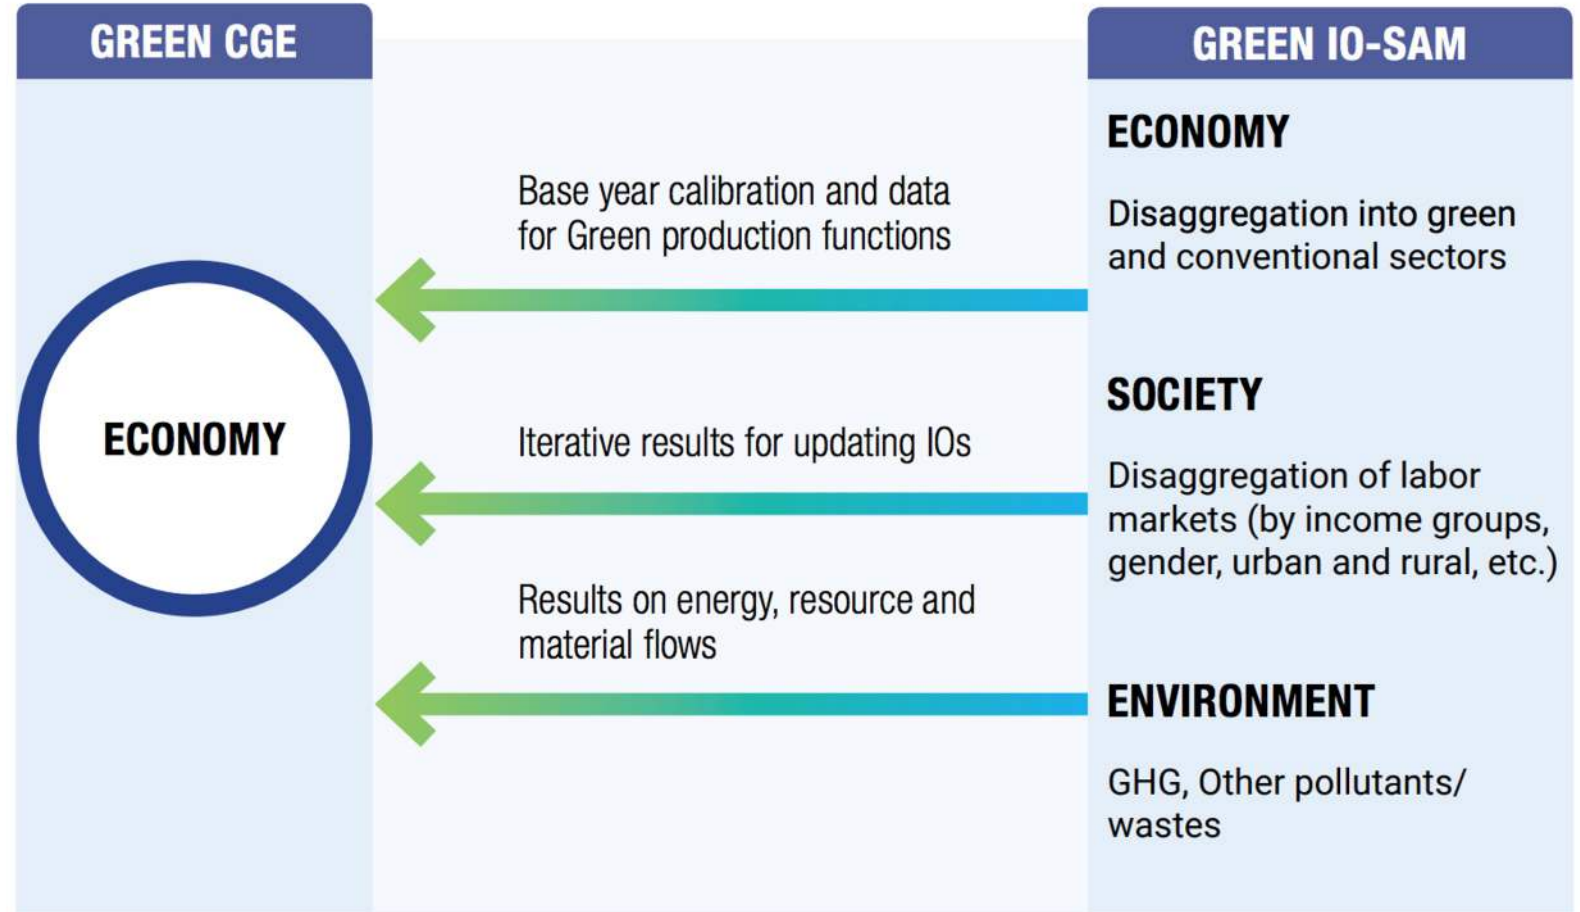 GREEN CGE
ECONOMY
Base year calibration and data
for Green production functions
Iterative results for updating IOs
Results on energy, resource and
material flows
GREEN IO-SAM
ECONOMY
Disaggregation into green
and conventional sectors
SOCIETY
Disaggregation of labor
markets (by income groups,
gender, urban and rural, etc.)
ENVIRONMENT
GHG, Other pollutants/
wastes